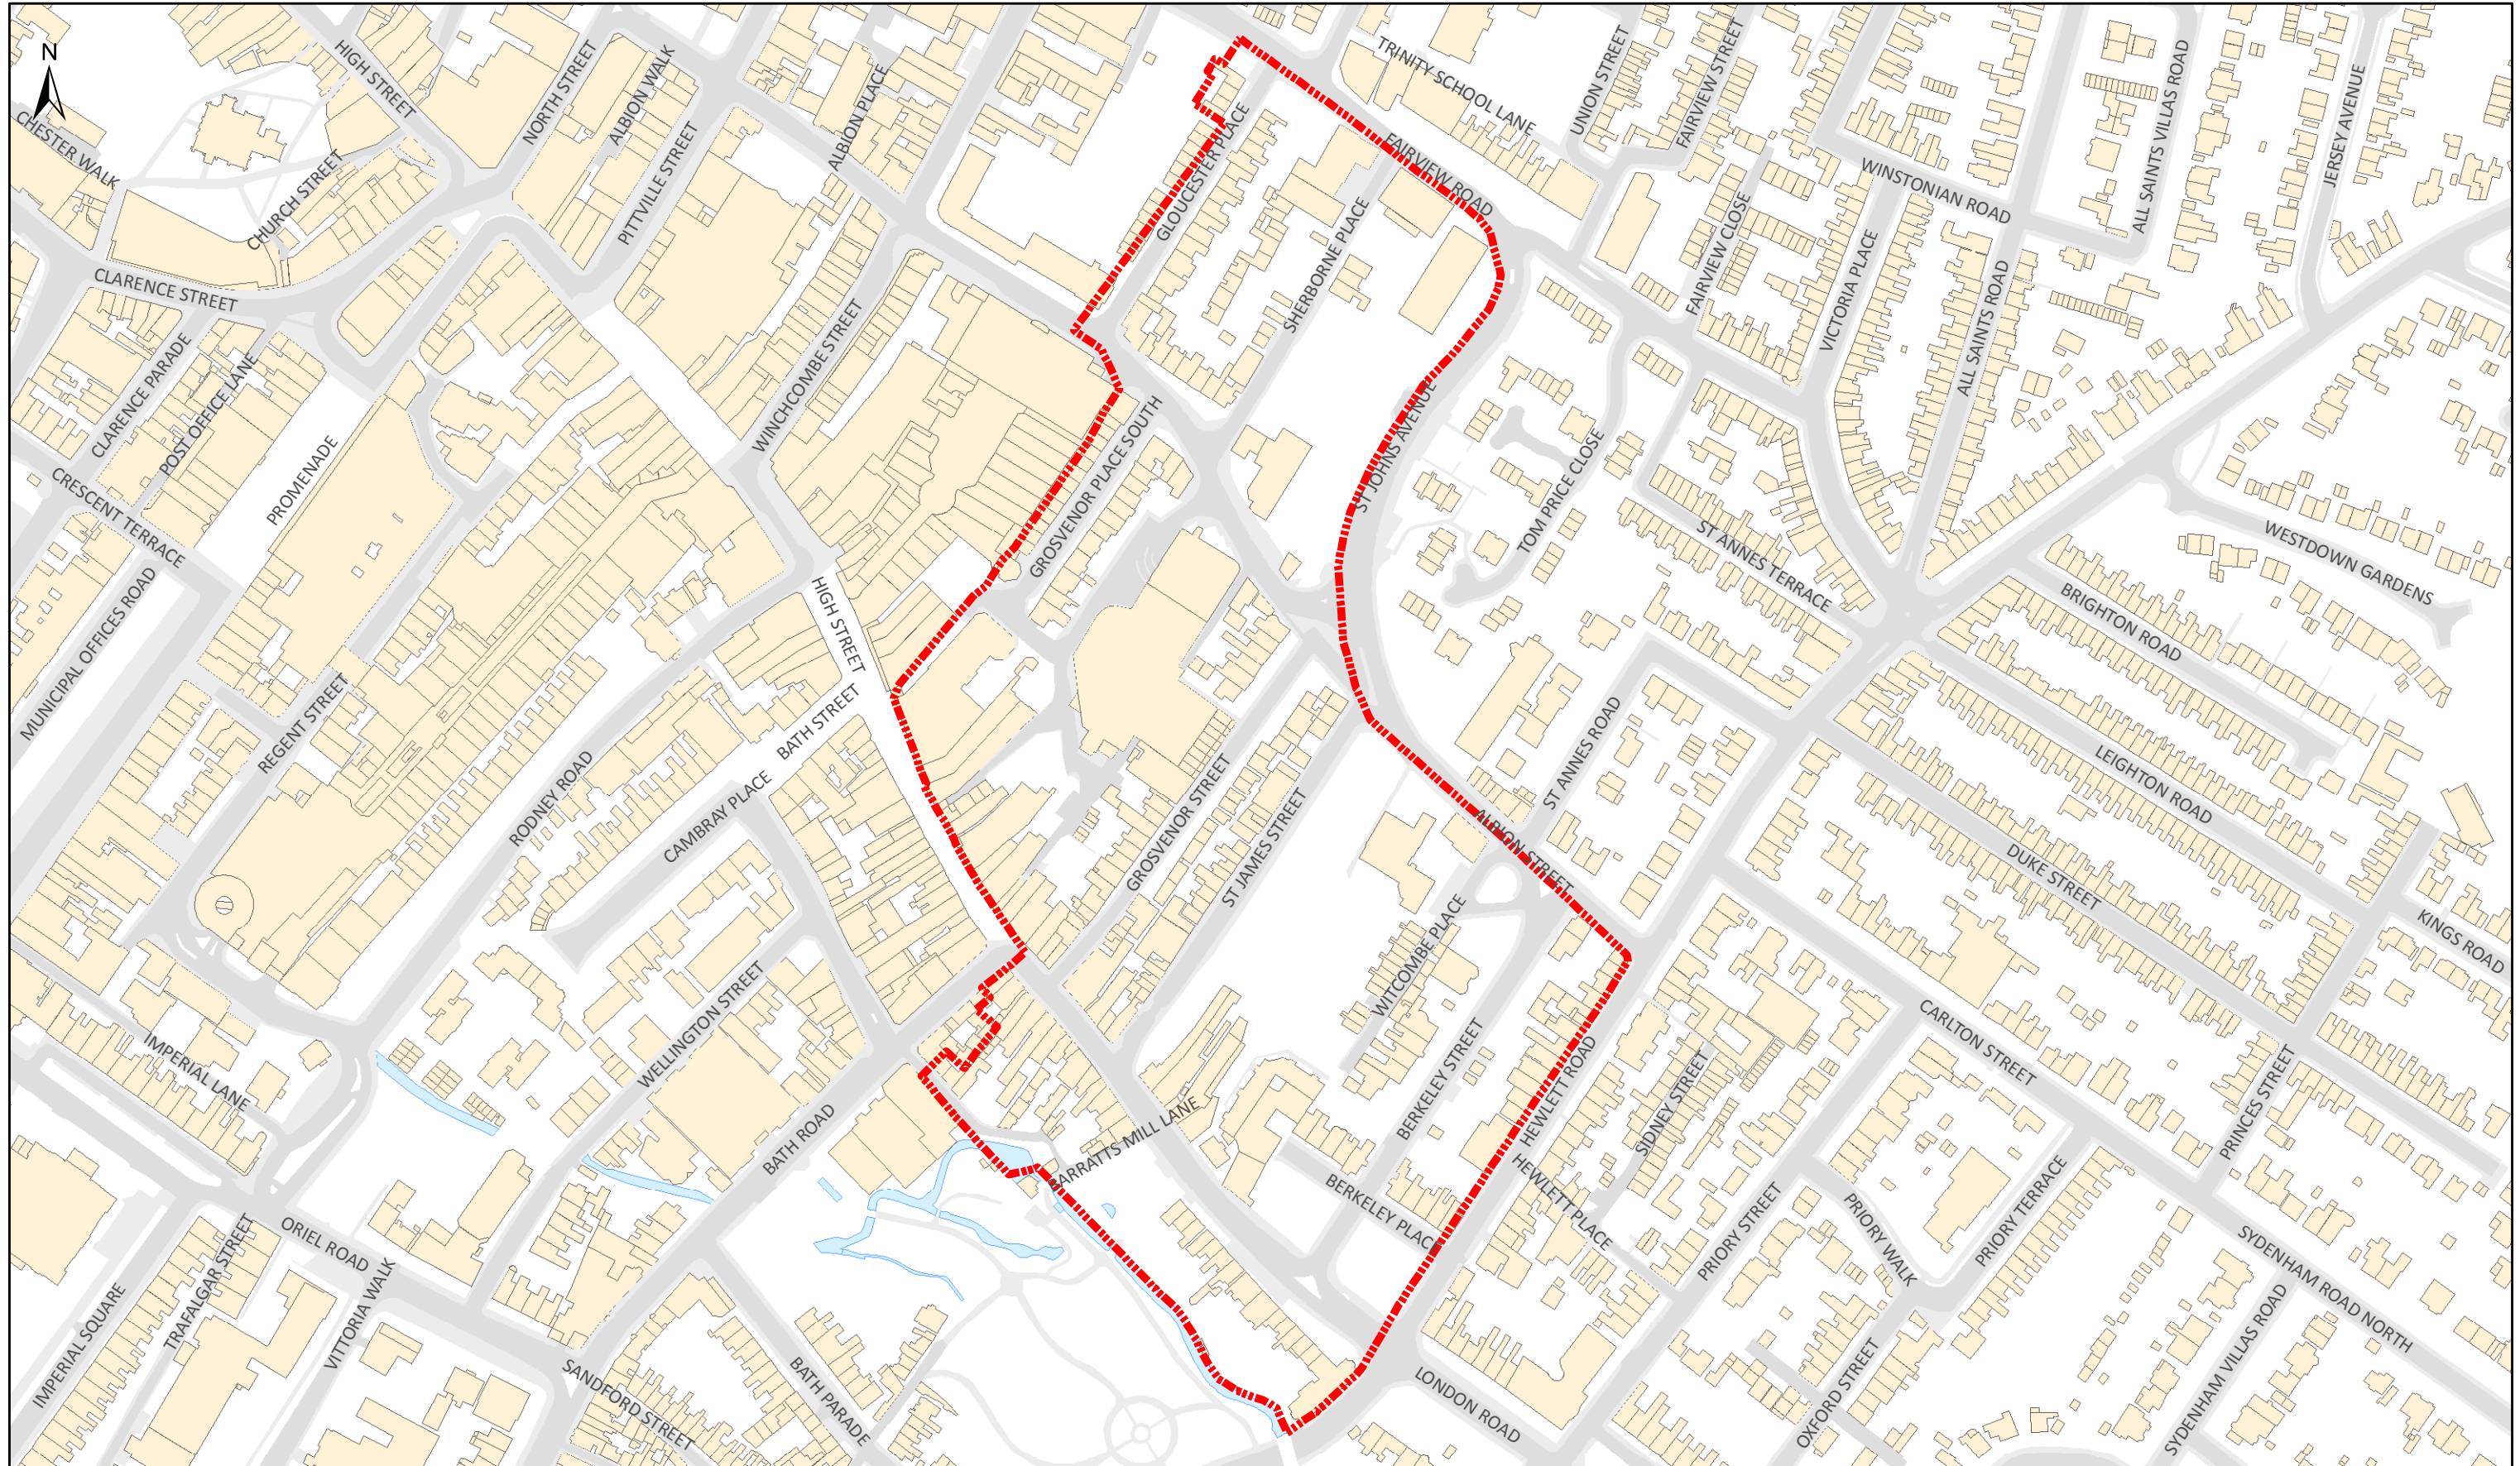 N
HIGH STREET
CHESTER WALK
CHURCH STREET
NORTH STREET
ALBION WALK
PITTVILLE STREET
ALBION PLACE
TRINITY SCHOOL LANE
UNION STREET
FAIRVIEW STREET
ALL SAINTS VILLAS ROAD
JERSEY AVENUE
FAIRVIEW ROAD
GLOUCESTER PLACE
WINSTONIAN ROAD
FAIRVIEW CLOSE
VICTORIA PLACE
SHERBORNE PLACE
CLARENCE STREET
CLARENCE PARADE
POST OFFICE LANE
WINCHCOMBE STREET
ALL SAINTS ROAD
PROMENADE
CRESCENT TERRACE
GROSVENOR PLACE SOUTH
ST JOHNS AVENUE
TOM PRICE CLOSE
ST ANNES TERRACE
WESTDOWN GARDENS
BRIGHTON ROAD
MUNICIPAL OFFICES ROAD
HIGH STREET
REGENT STREET
BATH STREET
RODNEY ROAD
CAMBRAY PLACE
GROSVENOR STREET
ST JAMES STREET
ST ANNES ROAD
ALBION STREET
LEIGHTON ROAD
DUKE STREET
KINGS ROAD
WITCOMBE PLACE
WELLINGTON STREET
CARLTON STREET
IMPERIAL LANE
BATH ROAD
BARRATTS MILL LANE
BERKELEY STREET
HEWLETT ROAD
SIDNEY STREET
PRINCES STREET
BERKELEY PLACE
HEWLETT PLACE
PRIORY STREET
PRIORY WALK
PRIORY TERRACE
ORIEL ROAD
TRAFALGAR STREET
IMPERIAL SQUARE
VITTORIA WALK
SANDFORD STREET
BATH PARADE
LONDON ROAD
OXFORD STREET
SYDENHAM ROAD NORTH
SYDENHAM VILLAS ROAD